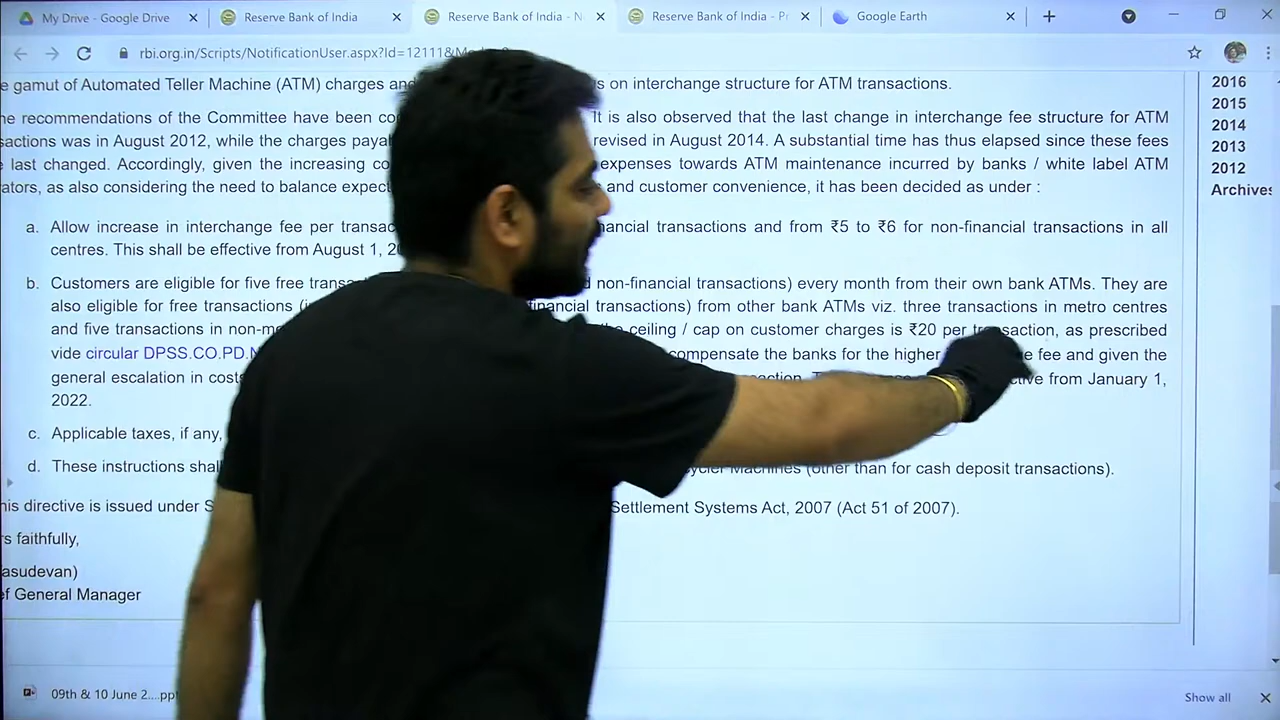 My Drive - Google Drive
Reserve Bank of India
Reserve Bank of India - N
Reserve Bank of India - Pr
Google Earth
rbi.org.in/Scripts/NotificationUser.aspx?Id=12111&M
e gamut of Automated Teller Machine (ATM) charges and s on interchange structure for ATM transactions.
he recommendations of the Committee have been co It is also observed that the last change in interchange fee structure for ATM
sactions was in August 2012, while the charges paya revised in August 2014. A substantial time has thus elapsed since these fees
e last changed. Accordingly, given the increasing co expenses towards ATM maintenance incurred by banks / white label ATM
ators, as also considering the need to balance expect and customer convenience, it has been decided as under :
a. Allow increase in interchange fee per transac nancial transactions and from ₹5 to ₹6 for non-financial transactions in all
centres. This shall be effective from August 1, 20
b. Customers are eligible for five free transa d non-financial transactions) every month from their own bank ATMs. They are
also eligible for free transactions (i financial transactions) from other bank ATMs viz. three transactions in metro centres
and five transactions in non-me the ceiling / cap on customer charges is ₹20 per transaction, as prescribed
vide circular DPSS.CO.PD.N compensate the banks for the higher e fee and given the
general escalation in costs saction. ctive from January 1,
2022.
c. Applicable taxes, if any,
d. These instructions shal ycler Machines (other than for cash deposit transactions).
his directive is issued under S Settlement Systems Act, 2007 (Act 51 of 2007).
rs faithfully,
asudevan)
ef General Manager
2016
2015
2014
2013
2012
Archives
09th & 10 June 2....pp
Show all